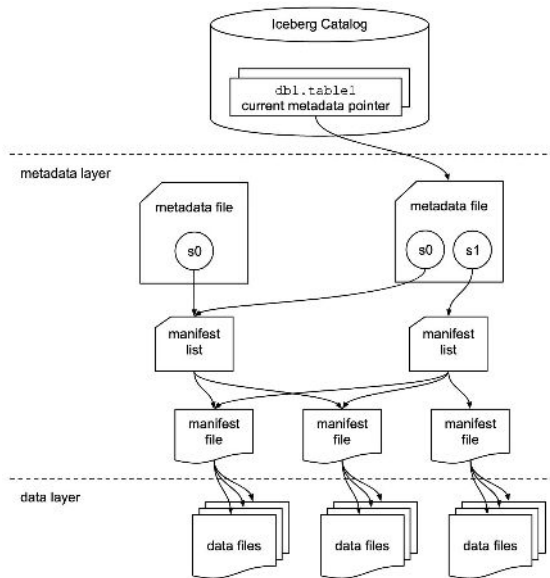 Iceberg Catalog
db1.table1
current metadata pointer
metadata layer
metadata file
s0
metadata file
s0
s1
manifest
list
manifest
list
manifest
file
manifest
file
manifest
file
data layer
data files
data files
data files